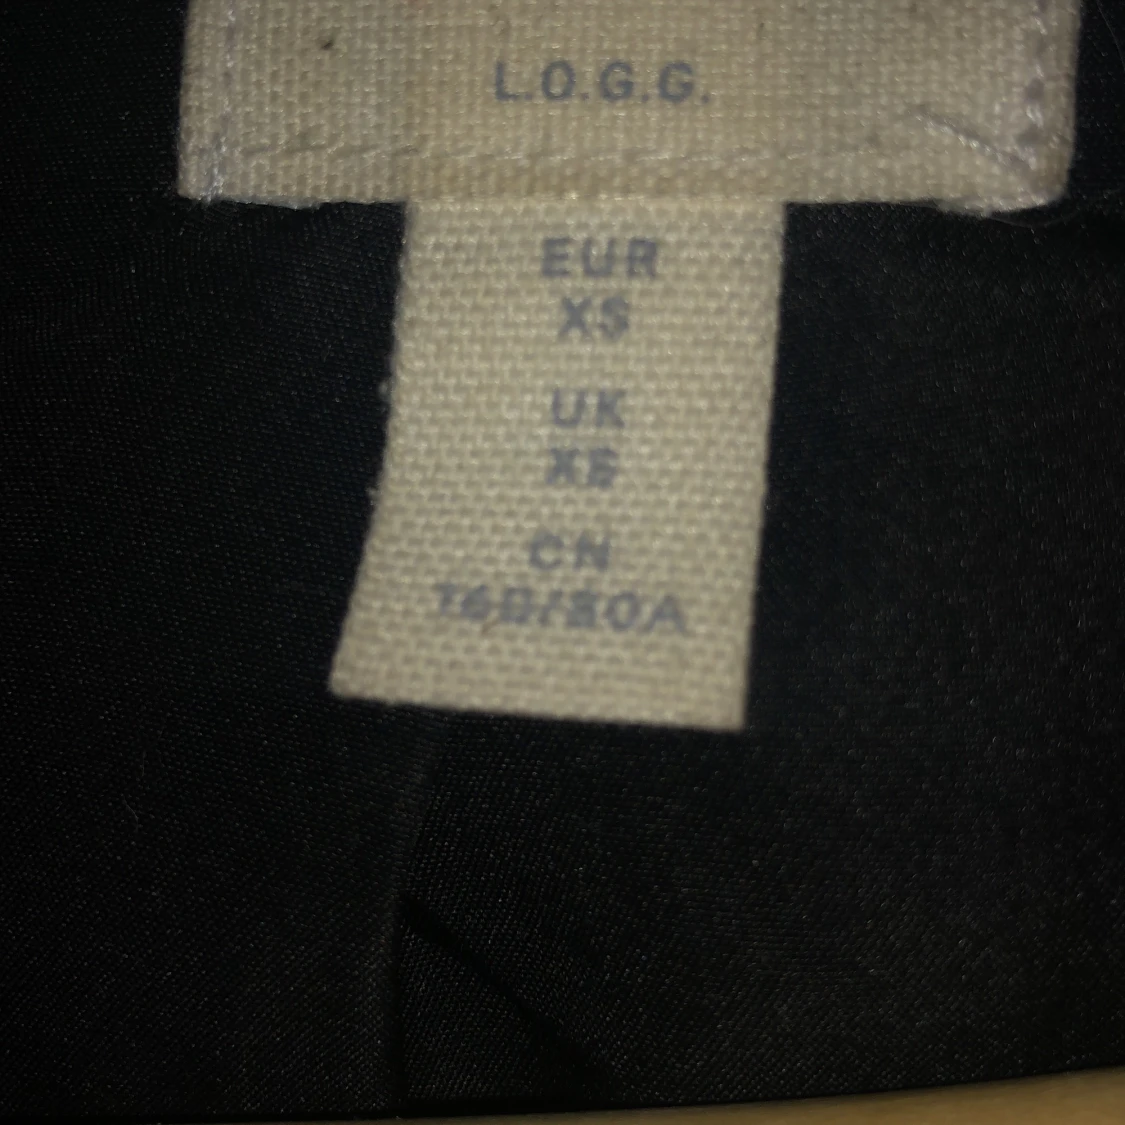 L.O.G.G.
EUR
XS
UK
XS
CN
160/80A